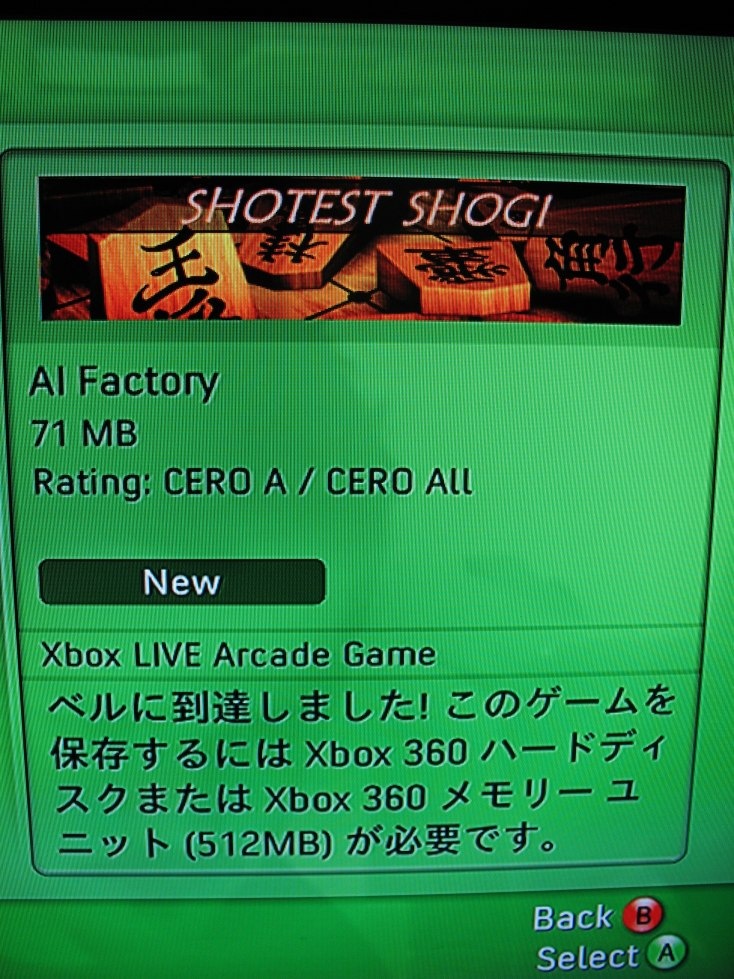 SHOTEST SHOGI
AI Factory
71 MB
Rating: CERO A / CERO All
New
Xbox LIVE Arcade Game
ベルに到達しました! このゲームを
保存するには Xbox 360 ハードディ
スクまたは Xbox 360 メモリー ユ
ニット (512MB) が必要です。
Back B
Select A